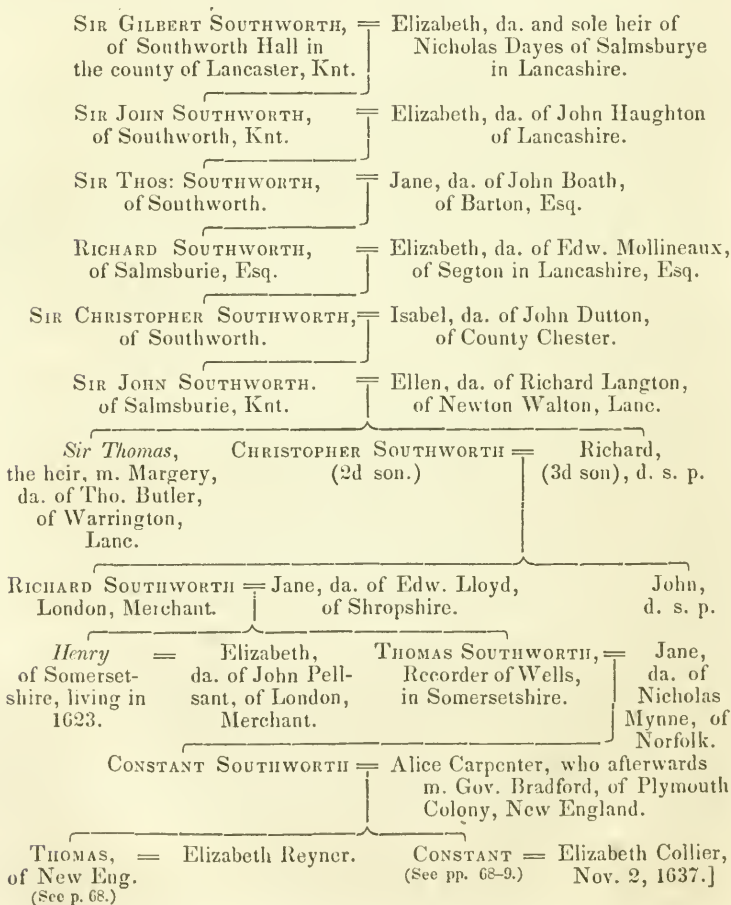 Sir Gilbert Southworth, = Elizabeth, da. and sole heir of
of Southworth Hall in Nicholas Dayes of Salmsburye
the county of Lancaster, Knt. in Lancashire.
Sir John Southworth, = Elizabeth, da. of John Haughton
of Southworth, Knt. of Lancashire.
Sir Thos: Southworth, = Jane, da. of John Boath,
of Southworth. of Barton, Esq.
Richard Southworth, = Elizabeth, da. of Edw. Mollineaux,
of Salmsburie, Esq. of Segton in Lancashire, Esq.
Sir Christopher Southworth, = Isabel, da. of John Dutton,
of Southworth. of County Chester.
Sir John Southworth. = Ellen, da. of Richard Langton,
of Salmsburie, Knt. of Newton Walton, Lanc.
Sir Thomas, Christopher Southworth = Richard,
the heir, m. Margery, (2d son.) (3d son), d. s. p.
da. of Tho. Butler,
of Warrington,
Lanc.
Richard Southworth = Jane, da. of Edw. Lloyd, John,
London, Merchant. of Shropshire. d. s. p.
Henry = Elizabeth, Thomas Southworth, = Jane,
of Somerset- da. of John Pell- Recorder of Wells, da. of
shire, living in sant, of London, in Somersetshire. Nicholas
1623. Merchant. Mynne, of
Norfolk.
Constant Southworth = Alice Carpenter, who afterwards
m. Gov. Bradford, of Plymouth
Colony, New England.
Thomas, = Elizabeth Reyner. Constant = Elizabeth Collier,
of New Eng. (See pp. 68-9.) Nov. 2, 1637.]
(See p. 68.)